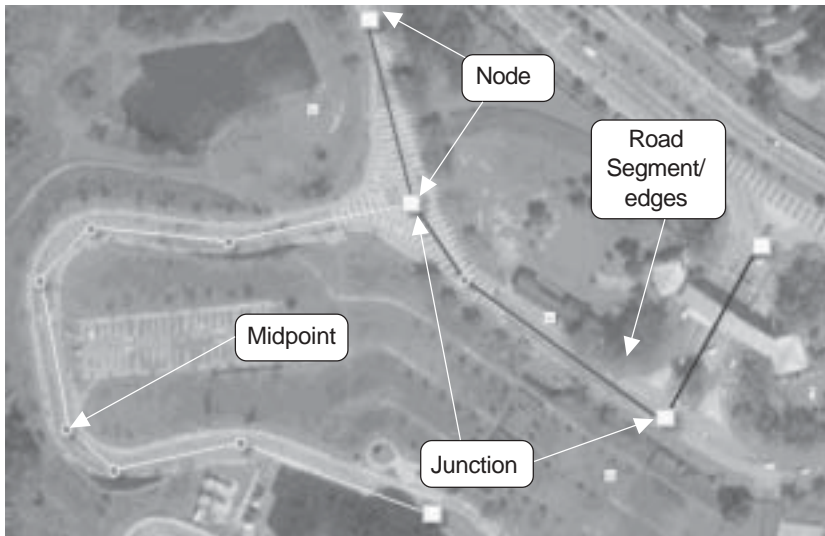 Node
Road
Segment/
edges
Midpoint
Junction